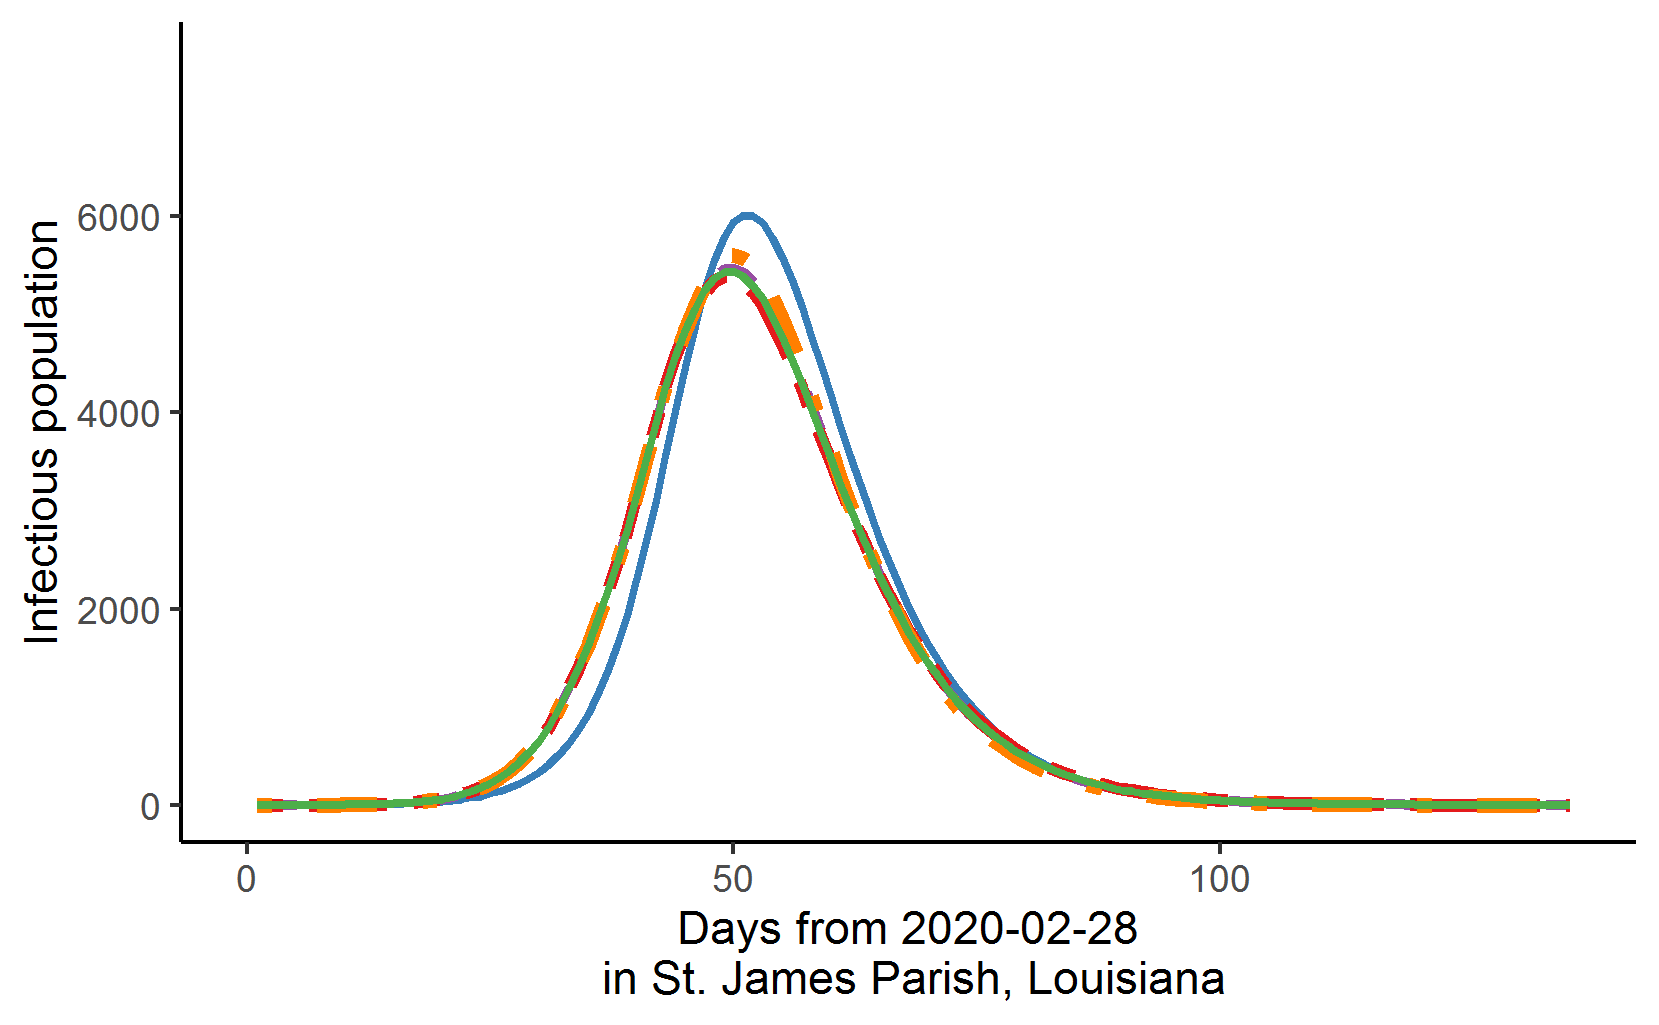 Infectious population
6000
4000
2000
0
0 50 100
Days from 2020-02-28
in St. James Parish, Louisiana